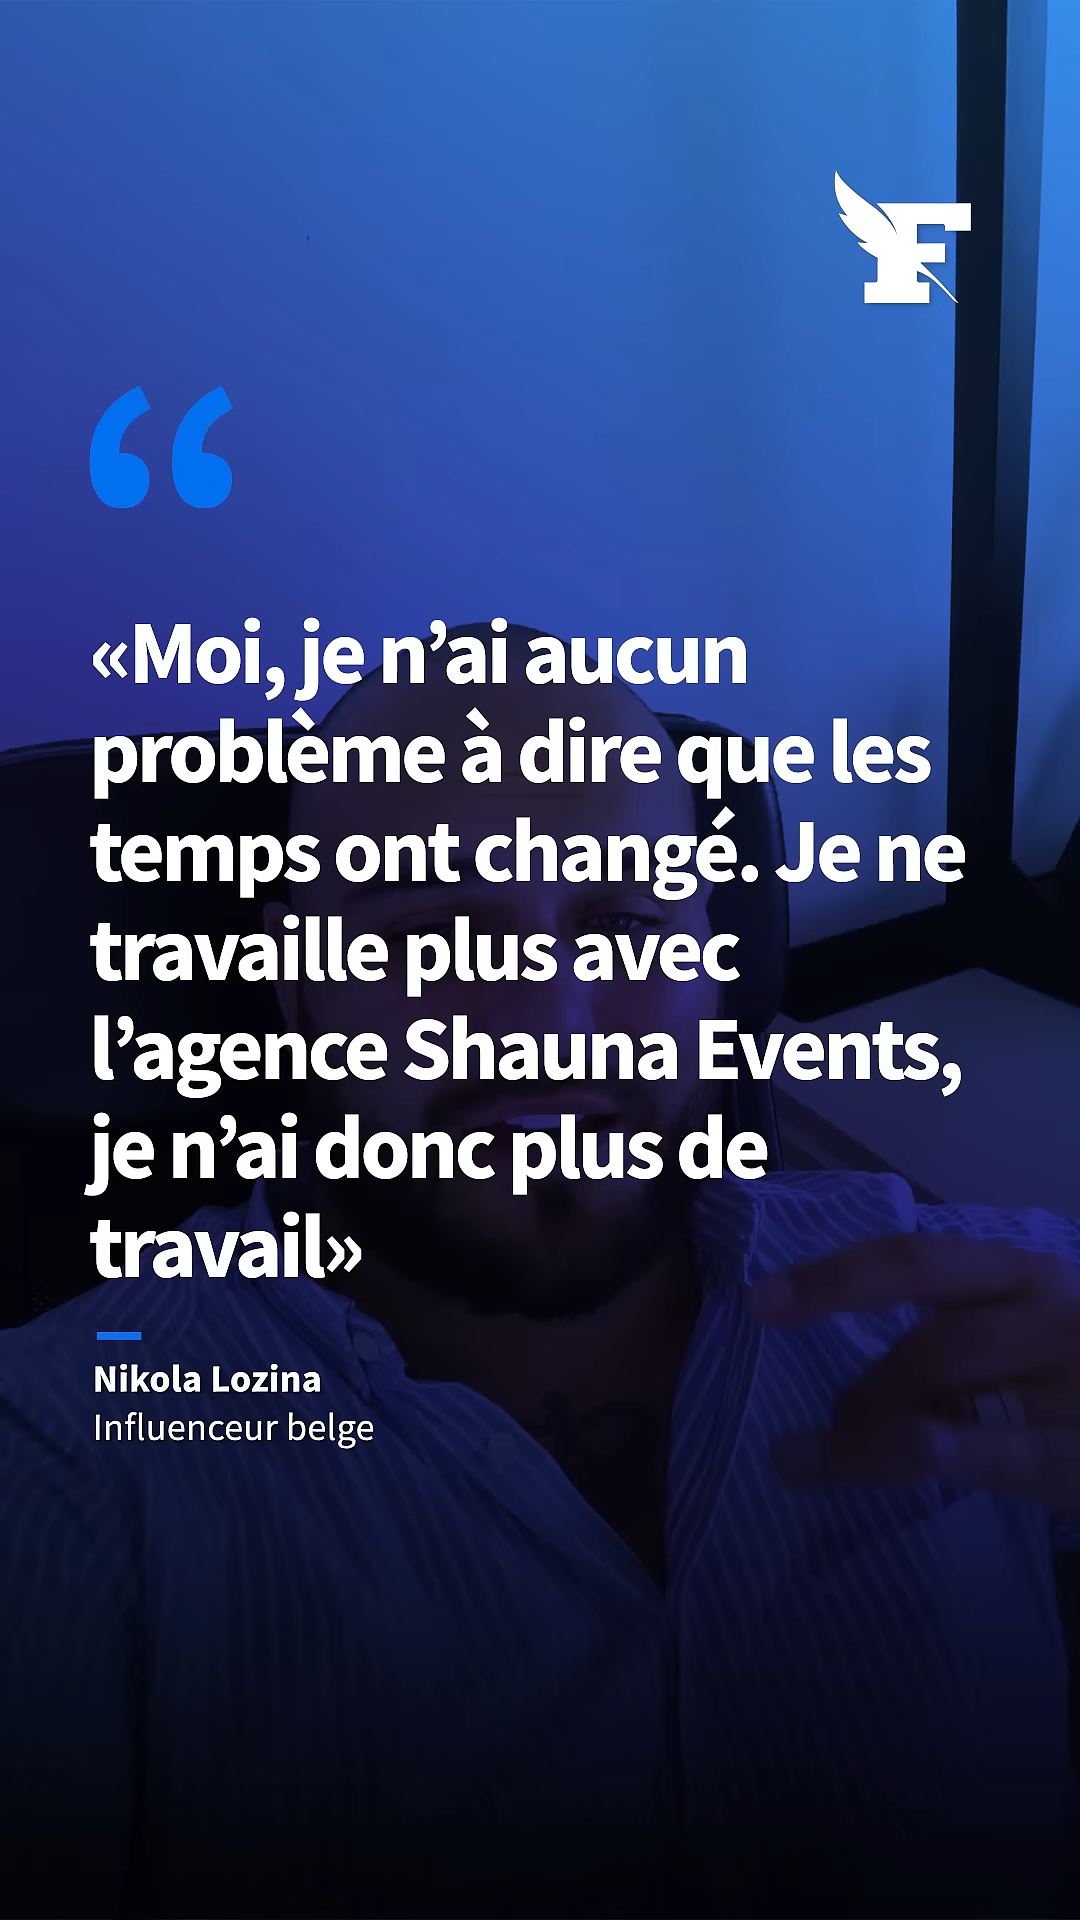 F
“
«Moi, je n’ai aucun
problème à dire que les
temps ont changé. Je ne
travaille plus avec
l’agence Shauna Events,
je n’ai donc plus de
travail»
Nikola Lozina
Influenceur belge